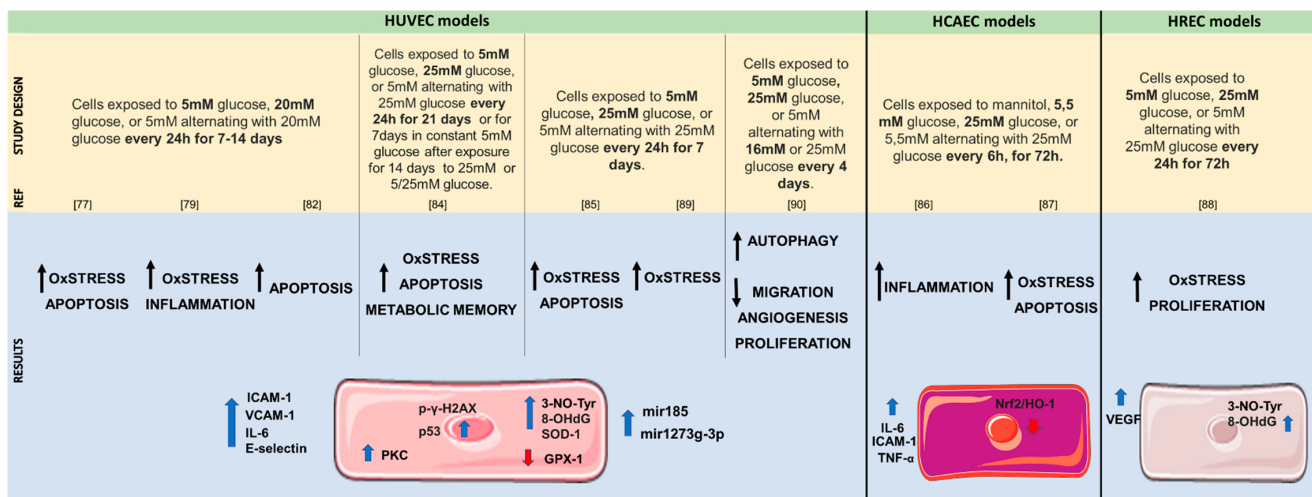 HUVEC models
HCAEC models
HREC models
STUDY DESIGN
Cells exposed to 5mM glucose, 20mM
glucose, or 5mM alternating with 20mM
glucose every 24h for 7-14 days
Cells exposed to 5mM
glucose, 25mM glucose,
or 5mM alternating with
25mM glucose every
24h for 21 days or for
7days in constant 5mM
glucose after exposure
for 14 days to 25mM or
5/25mM glucose.
Cells exposed to 5mM
glucose, 25mM glucose, or
5mM alternating with 25mM
glucose every 24h for 7
days.
Cells exposed to
5mM glucose,
25mM glucose,
or 5mM
alternating with
16mM or 25mM
glucose every 4
days.
Cells exposed to mannitol, 5,5
mM glucose, 25mM glucose, or
5,5mM alternating with 25mM
glucose every 6h, for 72h.
Cells exposed to
5mM glucose, 25mM
glucose, or 5mM
alternating with
25mM glucose every
24h for 72h
REF
[77]
[79]
[82]
[84]
[85]
[89]
[90]
[86]
[87]
[88]
RESULTS
OxSTRESS
APOPTOSIS
OxSTRESS
INFLAMMATION
APOPTOSIS
OxSTRESS
APOPTOSIS
METABOLIC MEMORY
OxSTRESS
APOPTOSIS
OxSTRESS
AUTOPHAGY
MIGRATION
ANGIOGENESIS
PROLIFERATION
INFLAMMATION
OxSTRESS
APOPTOSIS
OxSTRESS
PROLIFERATION
ICAM-1
VCAM-1
IL-6
E-selectin
p-γ-H2AX
p53
PKC
3-NO-Tyr
8-OHdG
SOD-1
GPX-1
mir185
mir1273g-3p
IL-6
ICAM-1
TNF-α
Nrf2/HO-1
VEGF
3-NO-Tyr
8-OHdG